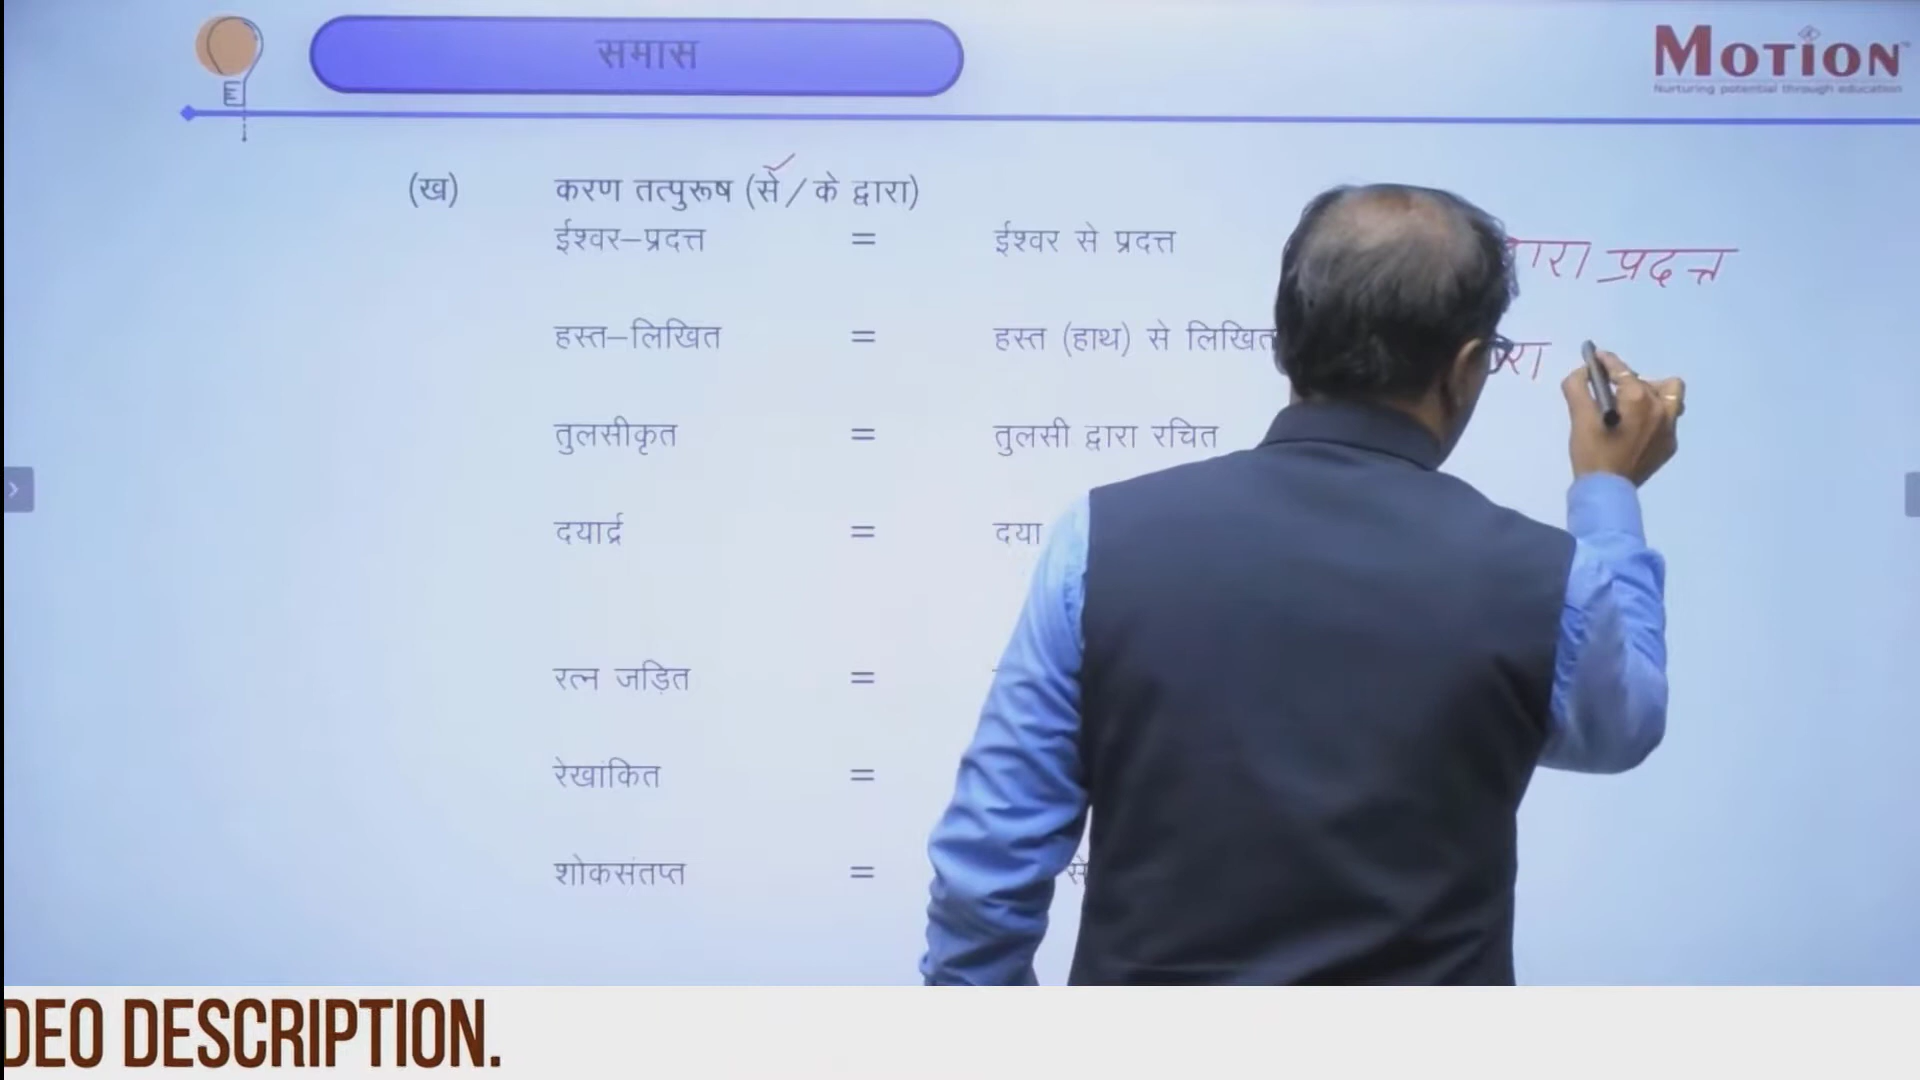 समास
MOTION
Nurturing potential through education
(ख) करण तत्पुरूष (से / के द्वारा)
ईश्वर–प्रदत्त = ईश्वर से प्रदत्त प्रदत्त
हस्त–लिखित = हस्त (हाथ) से लिखित
तुलसीकृत = तुलसी द्वारा रचित
दयार्द्र = दया
रत्न जड़ित =
रेखांकित =
शोकसंतप्त = से
DEO DESCRIPTION.